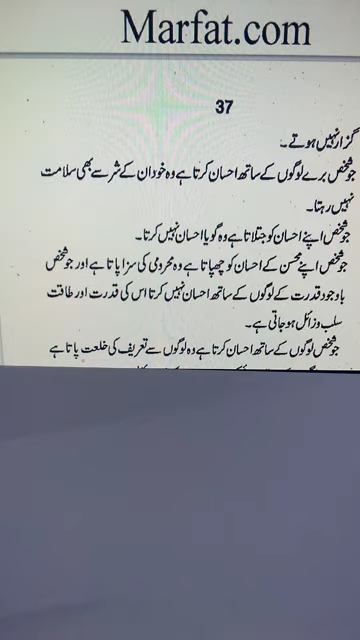 Marfat.com
37
گزار نہیں ہوتے۔
جو شخص برے لوگوں کے ساتھ احسان کرتا ہے وہ خود ان کے شر سے بھی سلامت
نہیں رہتا۔
جو شخص اپنے احسان کو جتلاتا ہے وہ گویا احسان نہیں کرتا۔
جو شخص اپنے محسن کے احسان کو چھپاتا ہے وہ محرومی کی سزا پاتا ہے اور جو شخص
باوجود قدرت کے لوگوں کے ساتھ احسان نہیں کرتا اس کی قدرت اور طاقت
سلب و زائل ہو جاتی ہے۔
جو شخص لوگوں کے ساتھ احسان کرتا ہے وہ لوگوں سے تعریف کی خلعت پاتا ہے